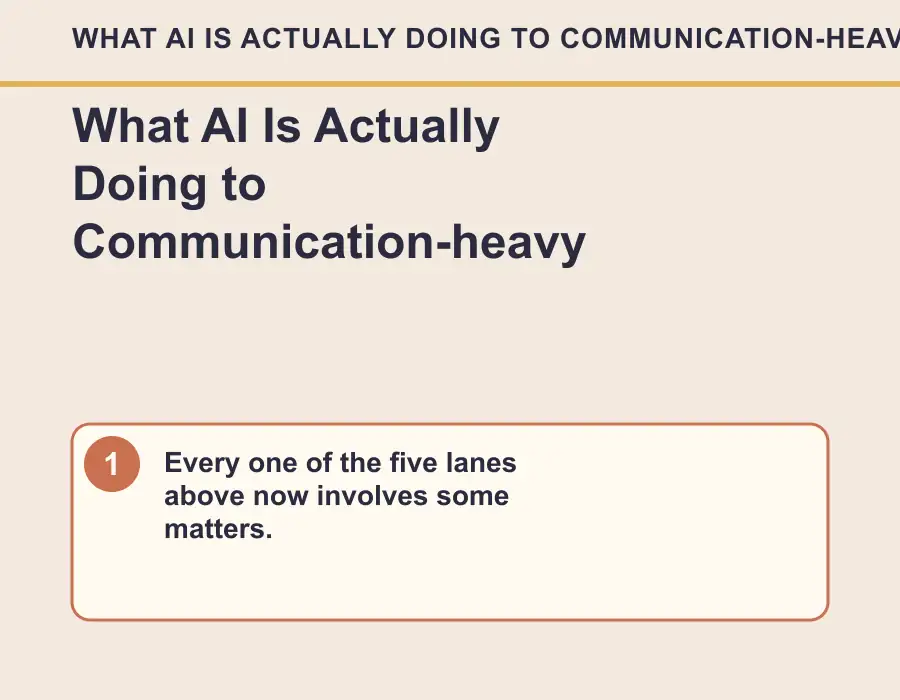 WHAT AI IS ACTUALLY DOING TO COMMUNICATION-HEAV
What AI Is Actually
Doing to
Communication-heavy
1
Every one of the five lanes
above now involves some
matters.